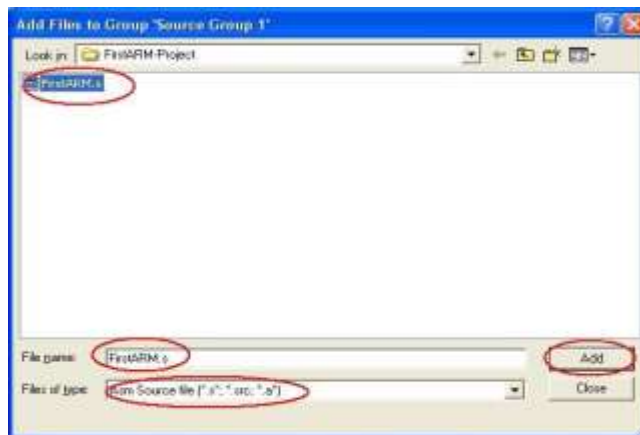 Add Files to Group 'Source Group 1'
Look in: FirstARM-Project
FirstARM.s
File name: FirstARM.s Add
Files of type: Asm Source file (*.s*; *.src; *.a*) Close